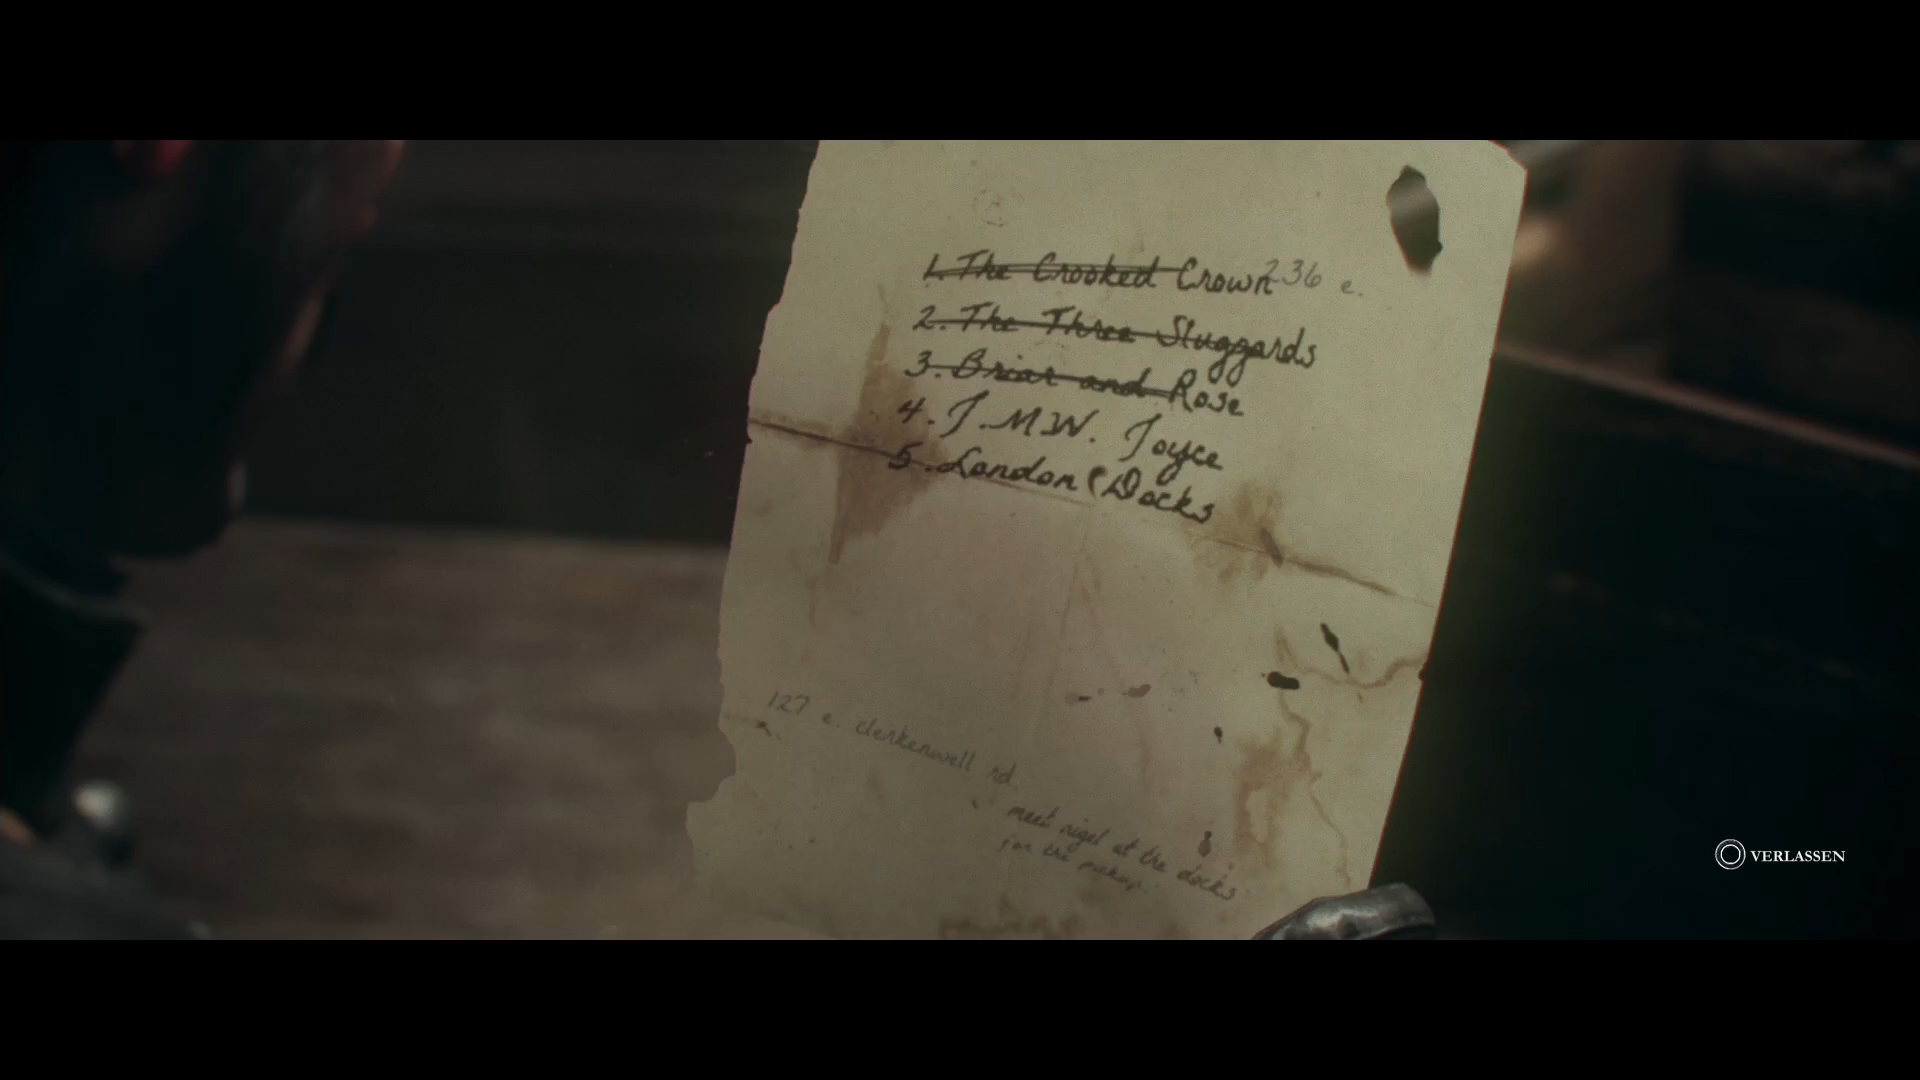 1. The Crooked Crown 236 e.
2. The Three Sluggards
3. Briar and Rose
4. J.M.W. Joyce
5. London Docks
127 e. clerkenwell rd.
meet nigel at the docks
for the pickup.
VERLASSEN